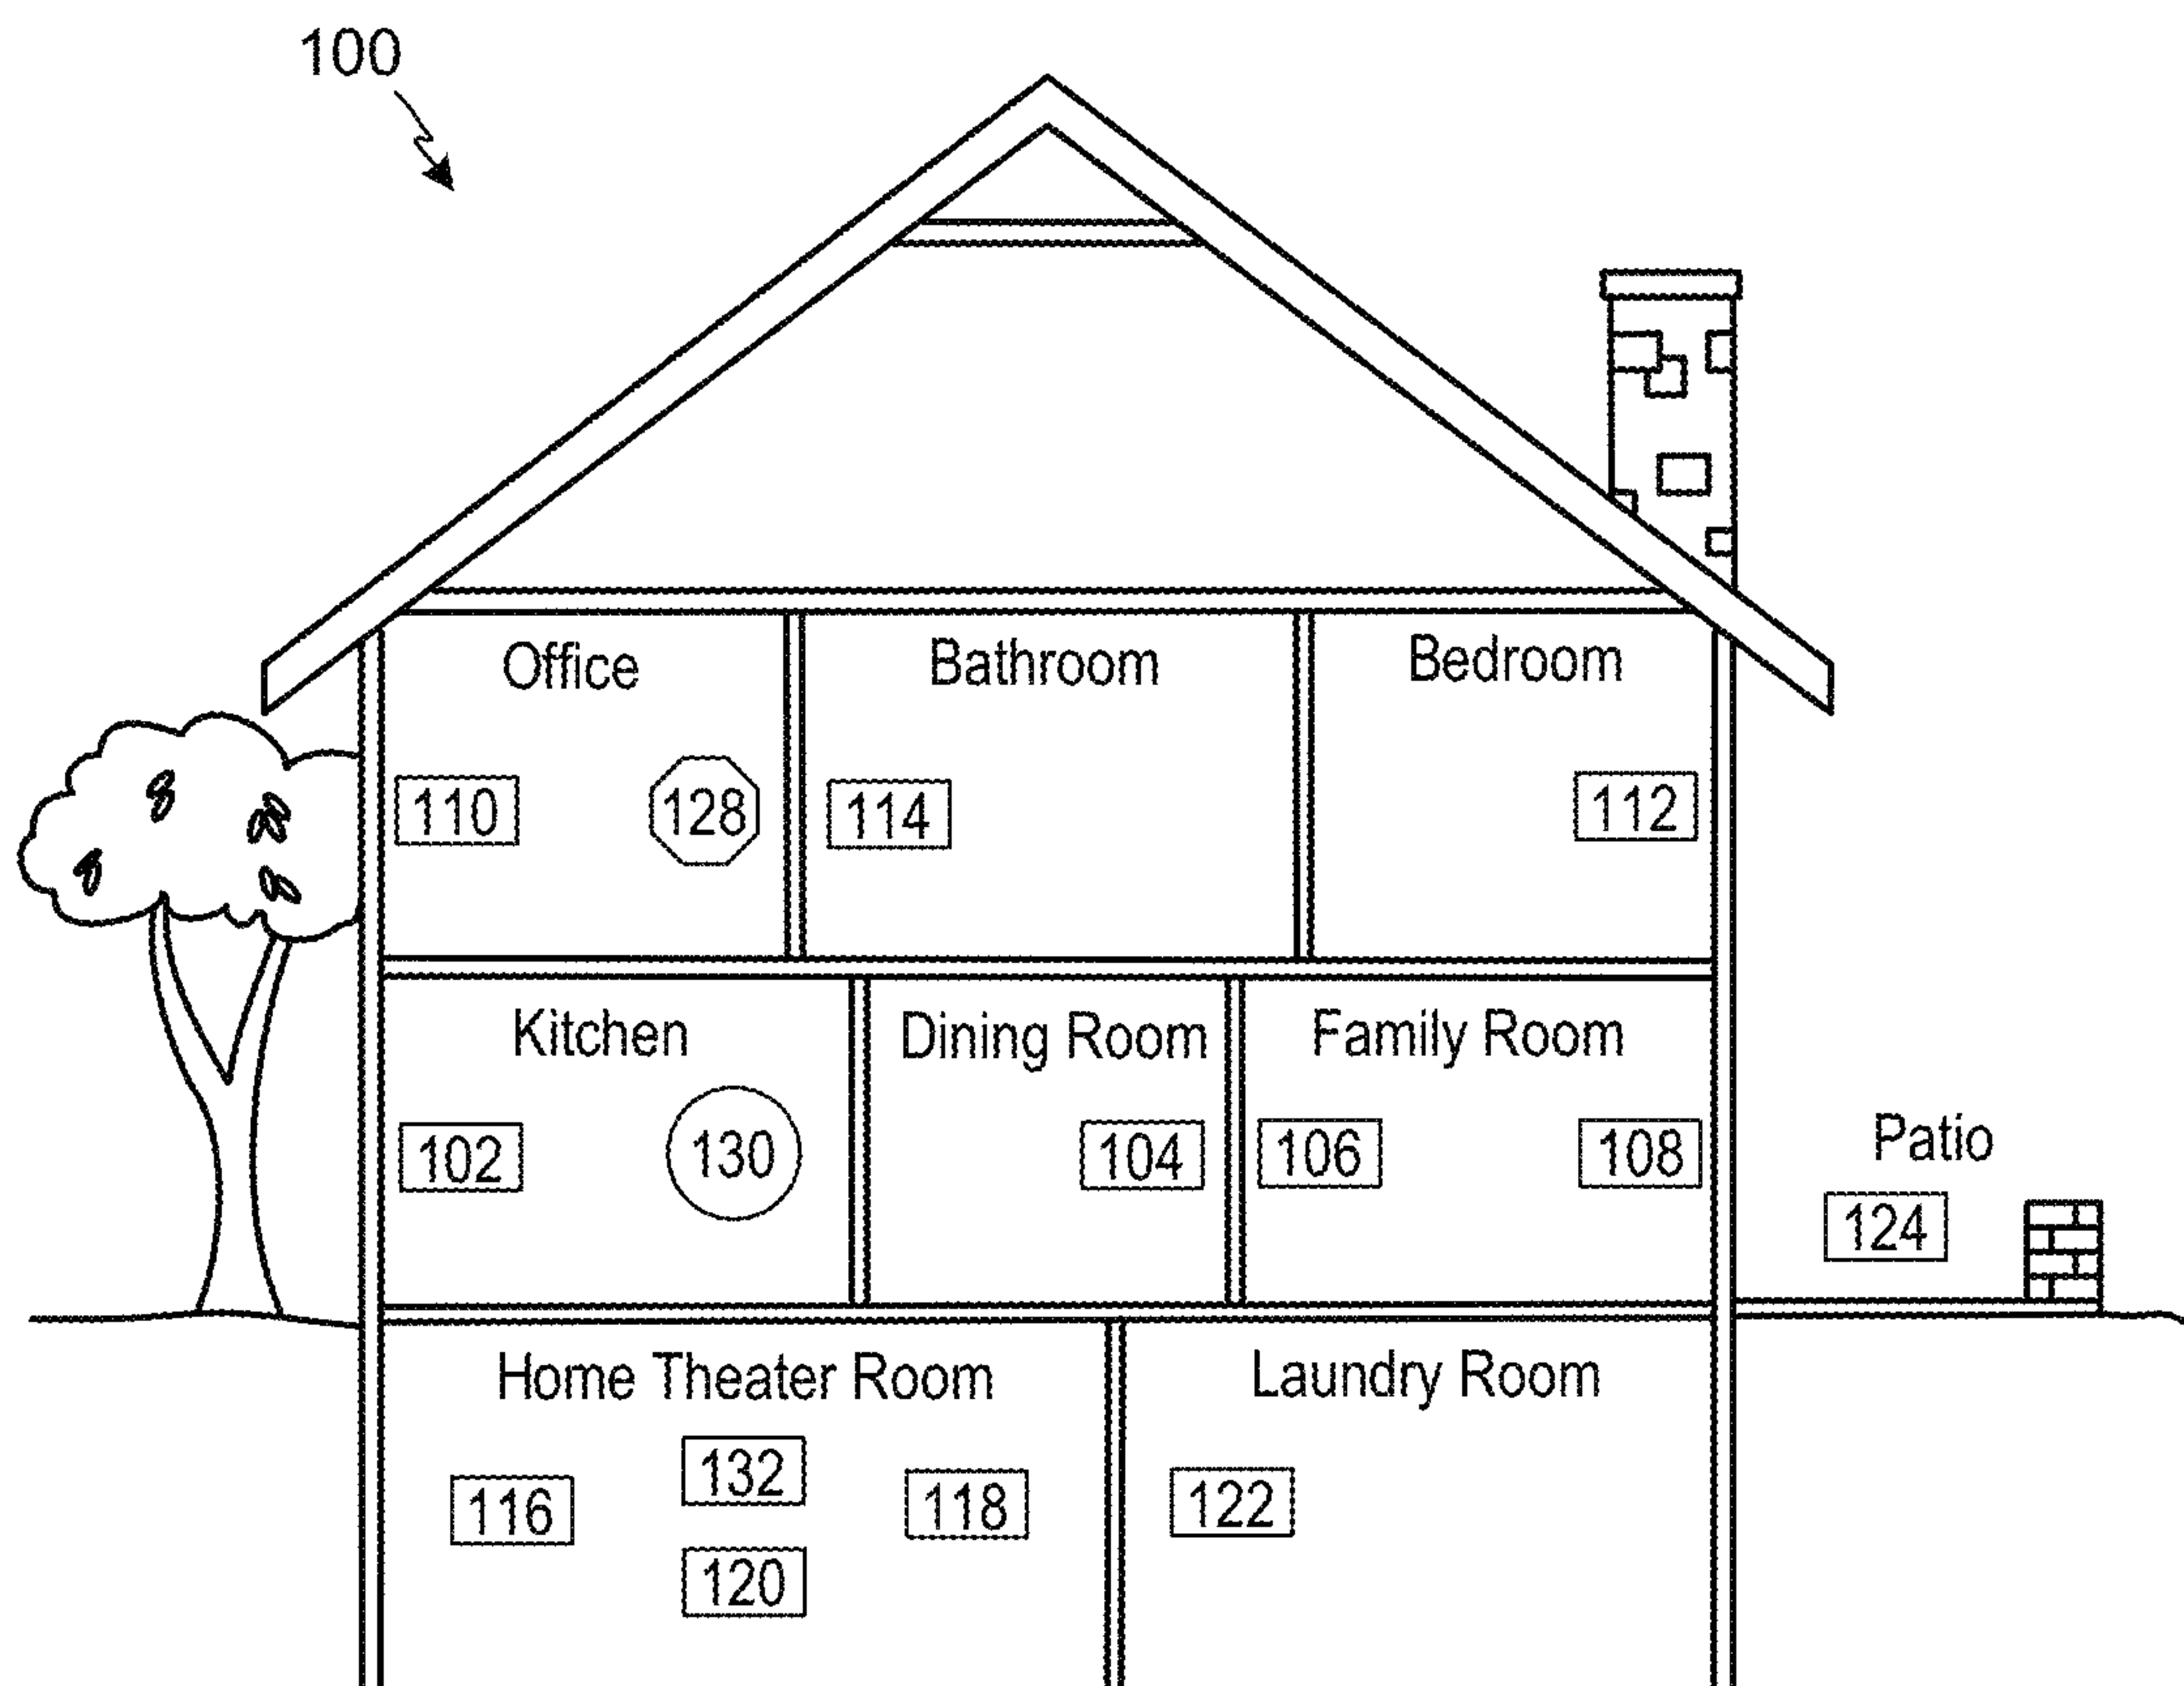 100
Office
Bathroom
Bedroom
110
128
114
112
Kitchen
Dining Room
Family Room
102
130
104
106
108
Patio
124
Home Theater Room
Laundry Room
132
116
118
122
120